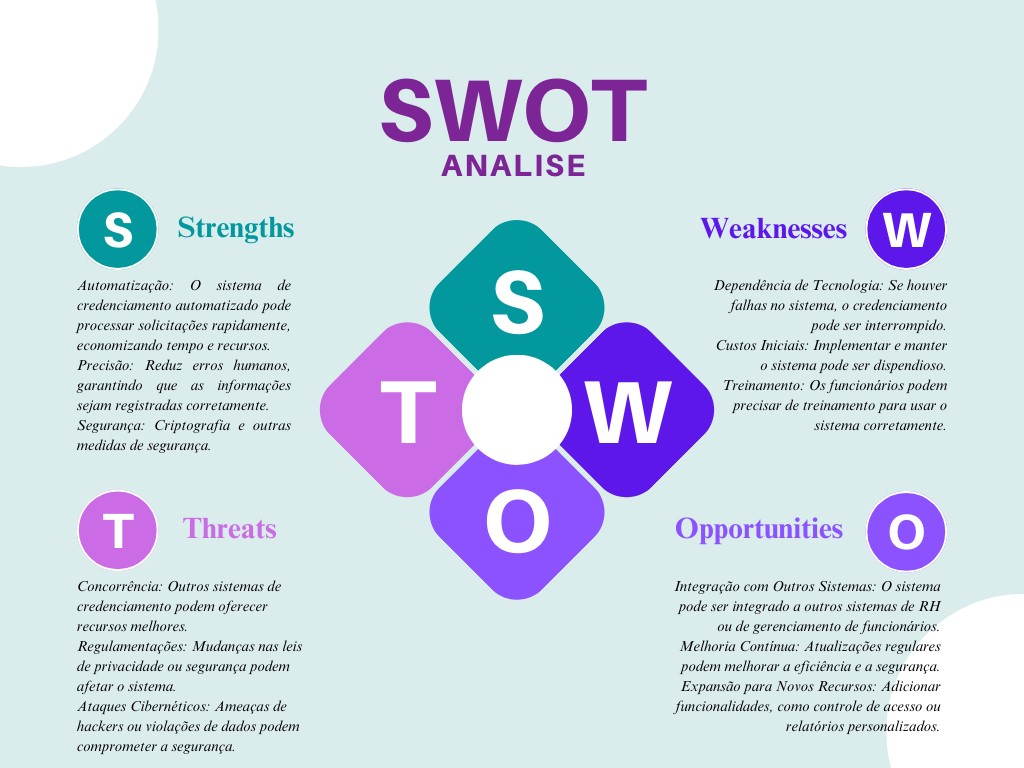 SWOT
ANALISE
S
Strengths
Automatização: O sistema de
credenciamento automatizado pode
processar solicitações rapidamente,
economizando tempo e recursos.
Precisão: Reduz erros humanos,
garantindo que as informações
sejam registradas corretamente.
Segurança: Criptografia e outras
medidas de segurança.
Weaknesses
W
Dependência de Tecnologia: Se houver
falhas no sistema, o credenciamento
pode ser interrompido.
Custos Iniciais: Implementar e manter
o sistema pode ser dispendioso.
Treinamento: Os funcionários podem
precisar de treinamento para usar o
sistema corretamente.
S
T
W
O
T
Threats
Concorrência: Outros sistemas de
credenciamento podem oferecer
recursos melhores.
Regulamentações: Mudanças nas leis
de privacidade ou segurança podem
afetar o sistema.
Ataques Cibernéticos: Ameaças de
hackers ou violações de dados podem
comprometer a segurança.
Opportunities
O
Integração com Outros Sistemas: O sistema
pode ser integrado a outros sistemas de RH
ou de gerenciamento de funcionários.
Melhoria Contínua: Atualizações regulares
podem melhorar a eficiência e a segurança.
Expansão para Novos Recursos: Adicionar
funcionalidades, como controle de acesso ou
relatórios personalizados.